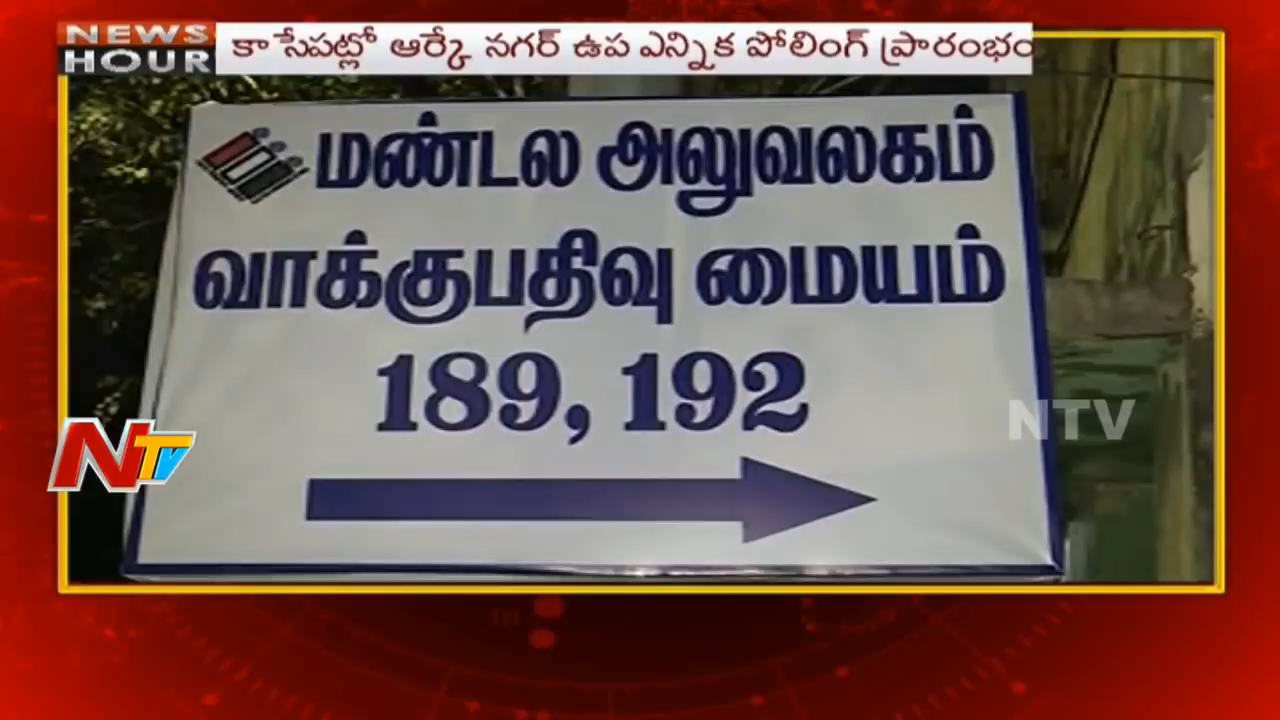 NEWS
HOUR
కాసేపట్లో ఆర్కే నగర్ ఉప ఎన్నిక పోలింగ్ ప్రారంభం
மண்டல அலுவலகம்
வாக்குபதிவு மையம்
189, 192
NTV
NTV